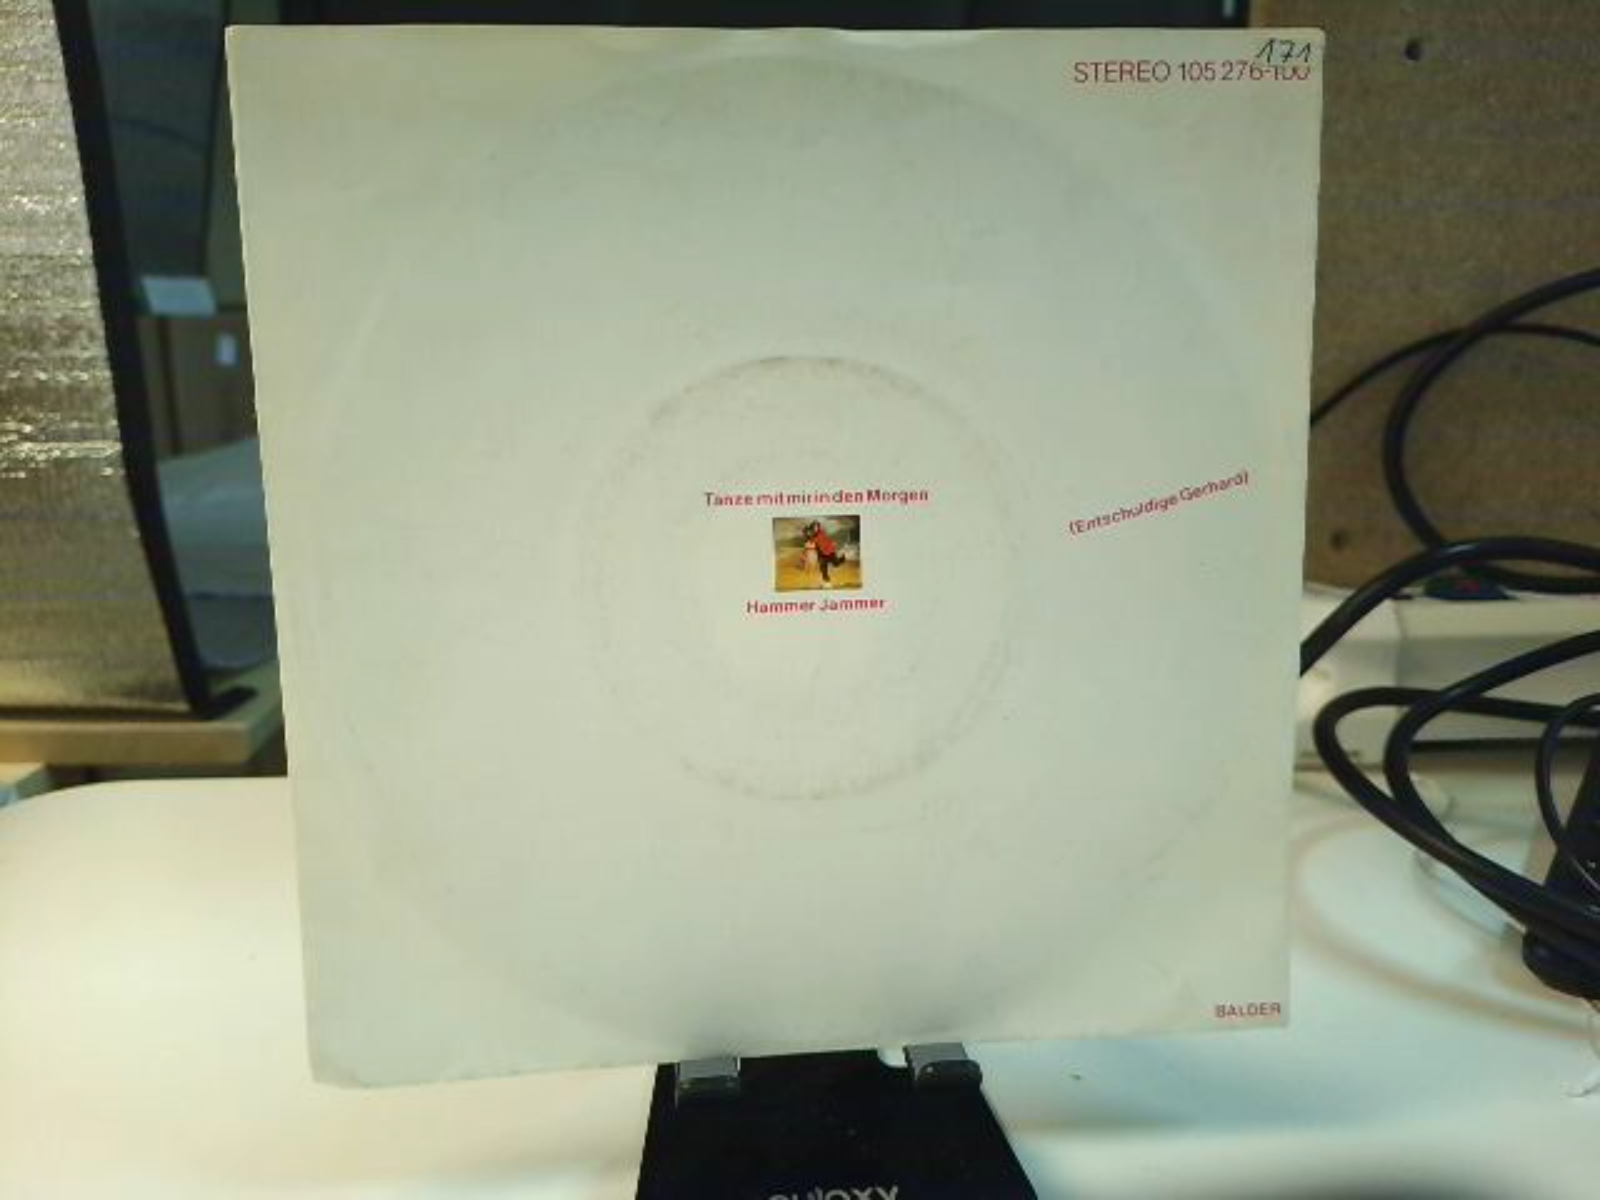 171
STEREO 105 276-100
Tanze mit mir in den Morgen
(Entschuldige Gerhard)
Hammer Jammer
BALDER